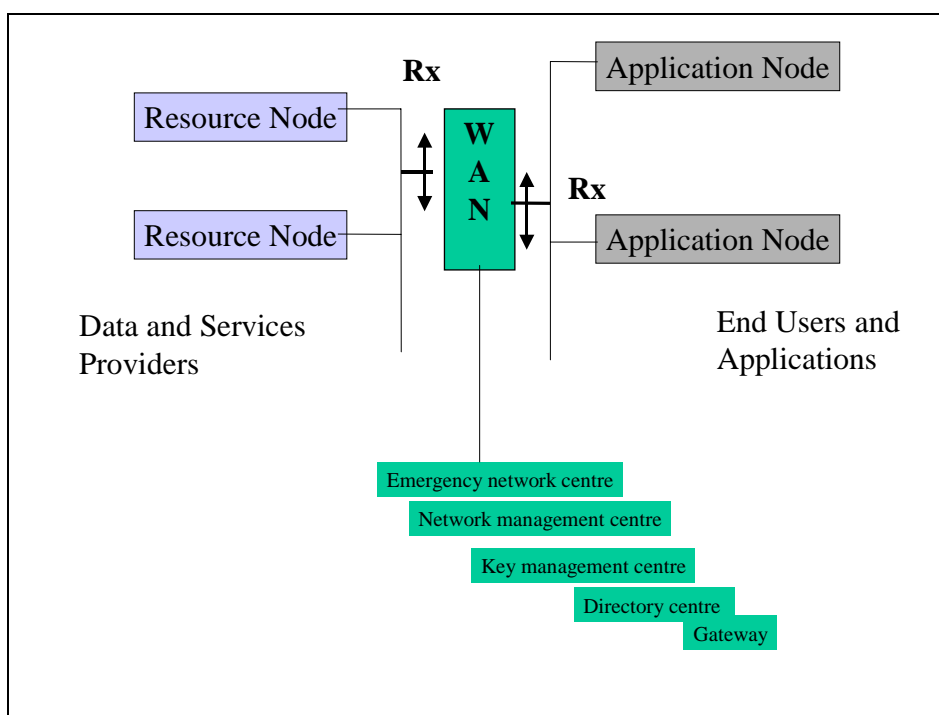 Rx
Application Node
Resource Node
W
A
N
Rx
Resource Node
Application Node
Data and Services
Providers
End Users and
Applications
Emergency network centre
Network management centre
Key management centre
Directory centre
Gateway